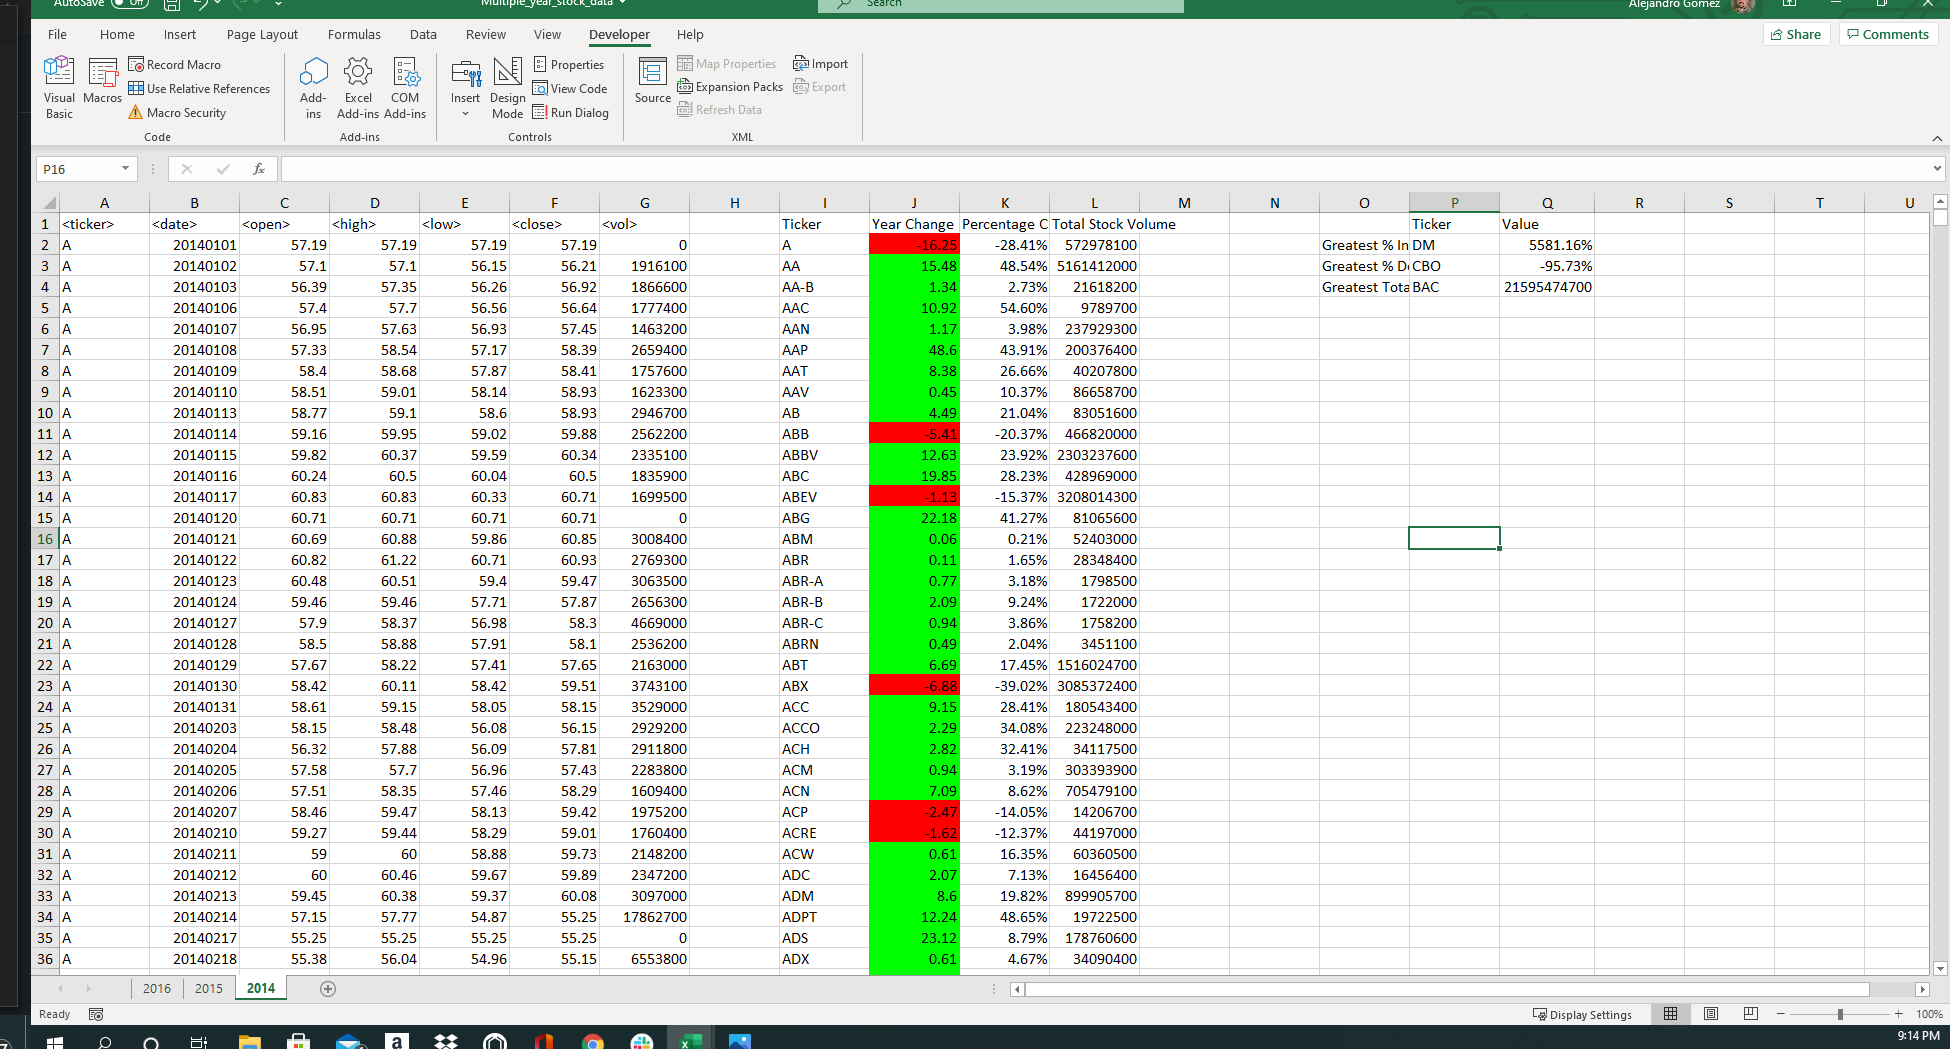 AutoSave Off Multiple_year_stock_data Search Alejandro Gomez
File Home Insert Page Layout Formulas Data Review View Developer Help Share Comments
Visual Basic Macros Record Macro Use Relative References Macro Security
Add-ins Excel Add-ins COM Add-ins
Insert Design Mode Properties View Code Run Dialog
Source Map Properties Expansion Packs Refresh Data Import Export
Code Add-ins Controls XML
P16 fx
A B C D E F G H I J K L M N O P Q R S T U
1 <ticker> <date> <open> <high> <low> <close> <vol> Ticker Year Change Percentage C Total Stock Volume Ticker Value
2 A 20140101 57.19 57.19 57.19 57.19 0 A -16.25 -28.41% 572978100 Greatest % In DM 5581.16%
3 A 20140102 57.1 57.1 56.15 56.21 1916100 AA 15.48 48.54% 5161412000 Greatest % D CBO -95.73%
4 A 20140103 56.39 57.35 56.26 56.92 1866600 AA-B 1.34 2.73% 21618200 Greatest Tota BAC 21595474700
5 A 20140106 57.4 57.7 56.56 56.64 1777400 AAC 10.92 54.60% 9789700
6 A 20140107 56.95 57.63 56.93 57.45 1463200 AAN 1.17 3.98% 237929300
7 A 20140108 57.33 58.54 57.17 58.39 2659400 AAP 48.6 43.91% 200376400
8 A 20140109 58.4 58.68 57.87 58.41 1757600 AAT 8.38 26.66% 40207800
9 A 20140110 58.51 59.01 58.14 58.93 1623300 AAV 0.45 10.37% 86658700
10 A 20140113 58.77 59.1 58.6 58.93 2946700 AB 4.49 21.04% 83051600
11 A 20140114 59.16 59.95 59.02 59.88 2562200 ABB -5.41 -20.37% 466820000
12 A 20140115 59.82 60.37 59.59 60.34 2335100 ABBV 12.63 23.92% 2303237600
13 A 20140116 60.24 60.5 60.04 60.5 1835900 ABC 19.85 28.23% 428969000
14 A 20140117 60.83 60.83 60.33 60.71 1699500 ABEV -1.13 -15.37% 3208014300
15 A 20140120 60.71 60.71 60.71 60.71 0 ABG 22.18 41.27% 81065600
16 A 20140121 60.69 60.88 59.86 60.85 3008400 ABM 0.06 0.21% 52403000
17 A 20140122 60.82 61.22 60.71 60.93 2769300 ABR 0.11 1.65% 28348400
18 A 20140123 60.48 60.51 59.4 59.47 3063500 ABR-A 0.77 3.18% 1798500
19 A 20140124 59.46 59.46 57.71 57.87 2656300 ABR-B 2.09 9.24% 1722000
20 A 20140127 57.9 58.37 56.98 58.3 4669000 ABR-C 0.94 3.86% 1758200
21 A 20140128 58.5 58.88 57.91 58.1 2536200 ABRN 0.49 2.04% 3451100
22 A 20140129 57.67 58.22 57.41 57.65 2163000 ABT 6.69 17.45% 1516024700
23 A 20140130 58.42 60.11 58.42 59.51 3743100 ABX -6.88 -39.02% 3085372400
24 A 20140131 58.61 59.15 58.05 58.15 3529000 ACC 9.15 28.41% 180543400
25 A 20140203 58.15 58.48 56.08 56.15 2929200 ACCO 2.29 34.08% 223248000
26 A 20140204 56.32 57.88 56.09 57.81 2911800 ACH 2.82 32.41% 34117500
27 A 20140205 57.58 57.7 56.96 57.43 2283800 ACM 0.94 3.19% 303393900
28 A 20140206 57.51 58.35 57.46 58.29 1609400 ACN 7.09 8.62% 705479100
29 A 20140207 58.46 59.47 58.13 59.42 1975200 ACP -2.47 -14.05% 14206700
30 A 20140210 59.27 59.44 58.29 59.01 1760400 ACRE -1.62 -12.37% 44197000
31 A 20140211 59 60 58.88 59.73 2148200 ACW 0.61 16.35% 60360500
32 A 20140212 60 60.46 59.67 59.89 2347200 ADC 2.07 7.13% 16456400
33 A 20140213 59.45 60.38 59.37 60.08 3097000 ADM 8.6 19.82% 899905700
34 A 20140214 57.15 57.77 54.87 55.25 17862700 ADPT 12.24 48.65% 19722500
35 A 20140217 55.25 55.25 55.25 55.25 0 ADS 23.12 8.79% 178760600
36 A 20140218 55.38 56.04 54.96 55.15 6553800 ADX 0.61 4.67% 34090400
2016 2015 2014
Ready Display Settings 100%
9:14 PM